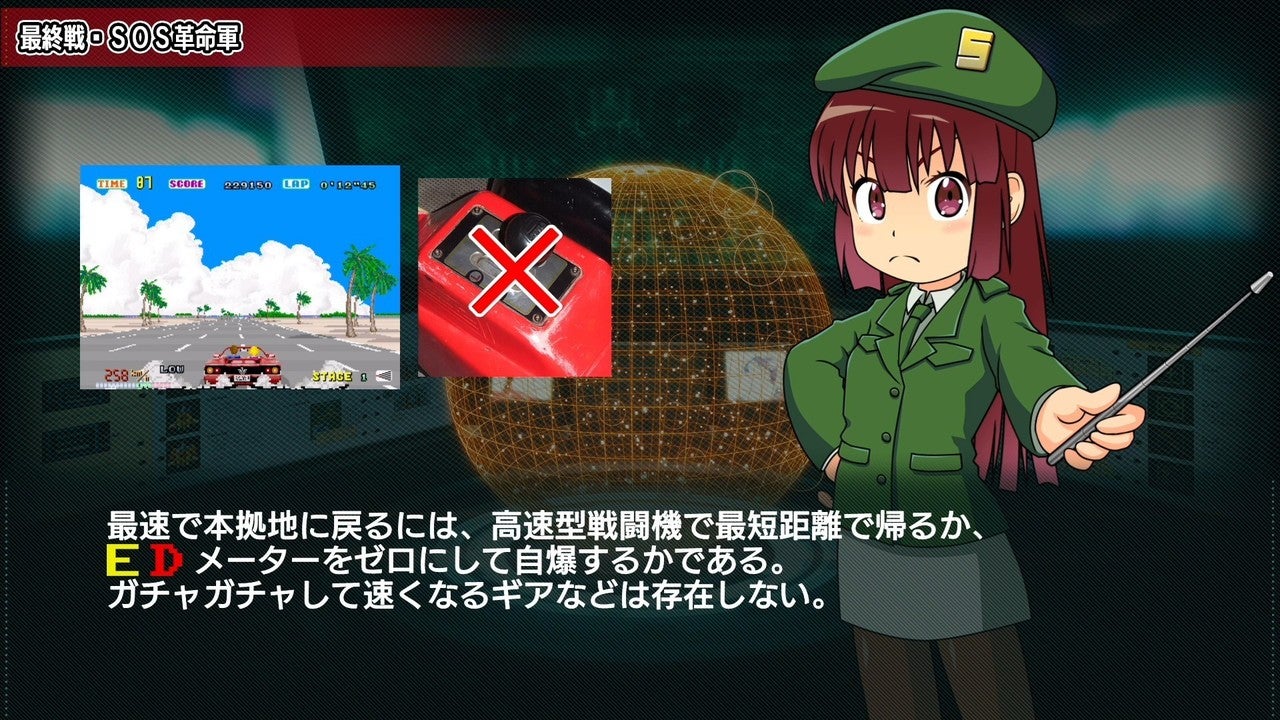 最終戦・SOS革命軍
TIME 87 SCORE 229150 LAP 0'12"45
258 LOW STAGE 1
S
最速で本拠地に戻るには、高速型戦闘機で最短距離で帰るか、
ED メーターをゼロにして自爆するかである。
ガチャガチャして速くなるギアなどは存在しない。